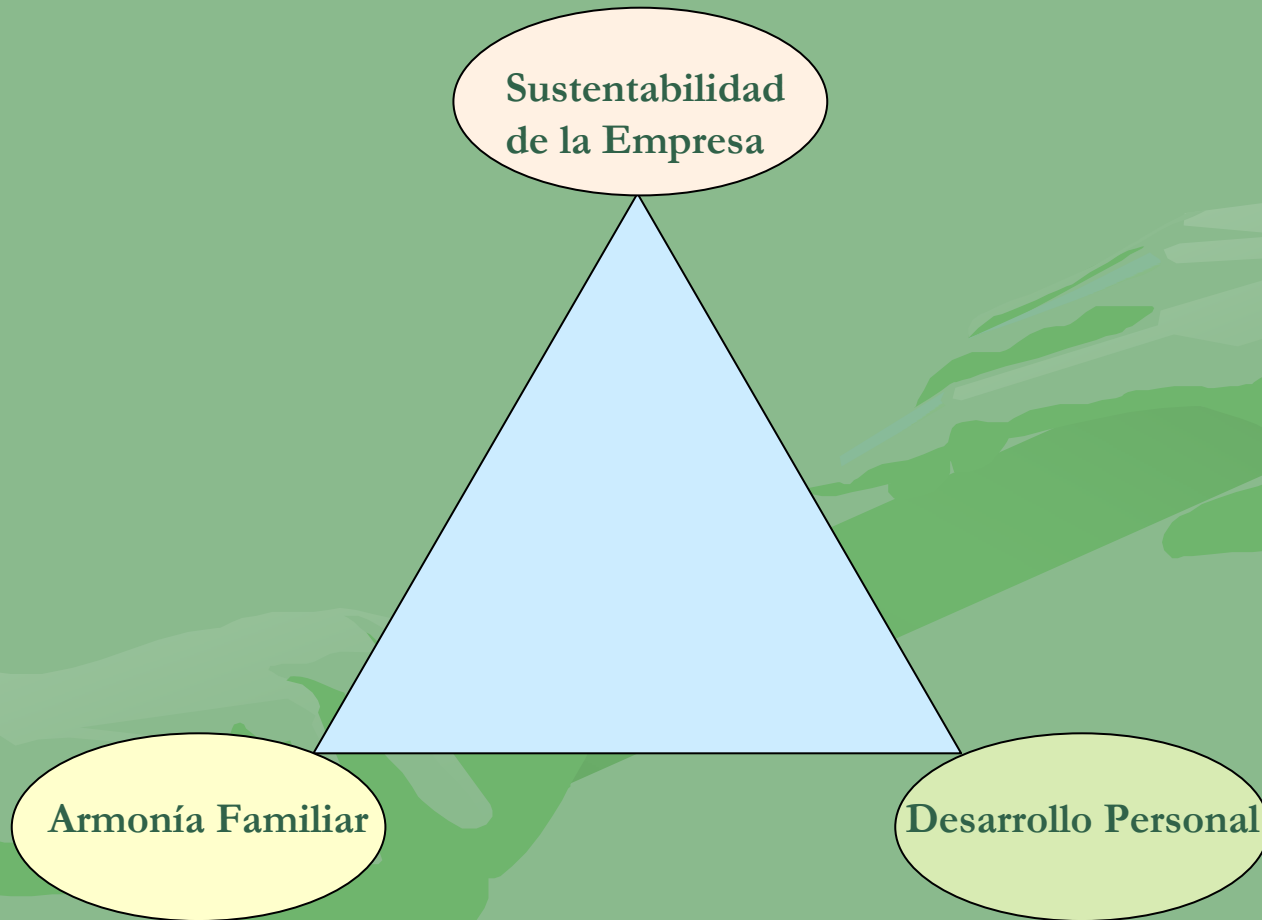 Sustentabilidad
de la Empresa
Armonía Familiar
Desarrollo Personal